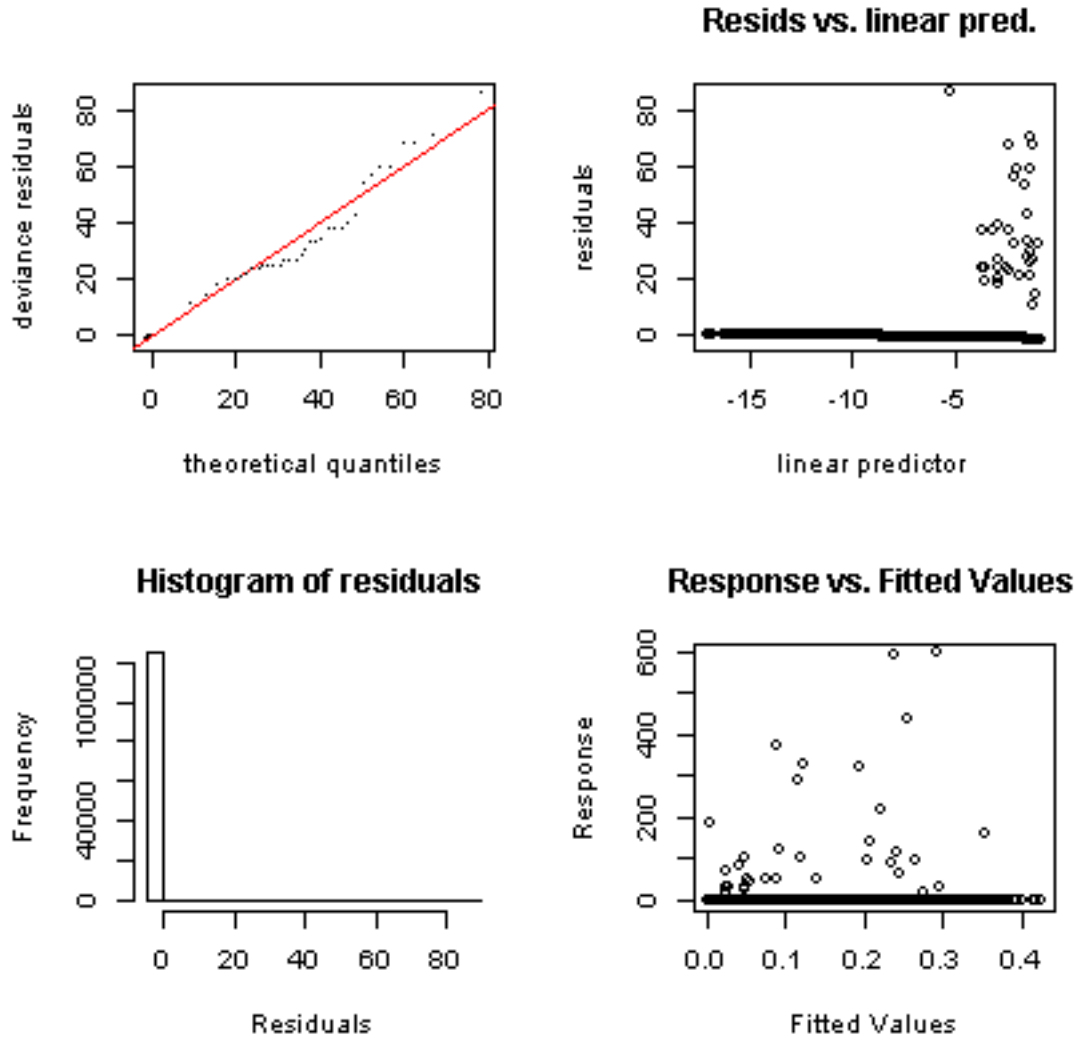 deviance residuals
80
60
40
20
0
0 20 40 60 80
theoretical quantiles
Resids vs. linear pred.
residuals
80
60
40
20
0
-15 -10 -5
linear predictor
Histogram of residuals
Frequency
100000
40000
0
0 20 40 60 80
Residuals
Response vs. Fitted Values
Response
600
400
200
0
0.0 0.1 0.2 0.3 0.4
Fitted Values